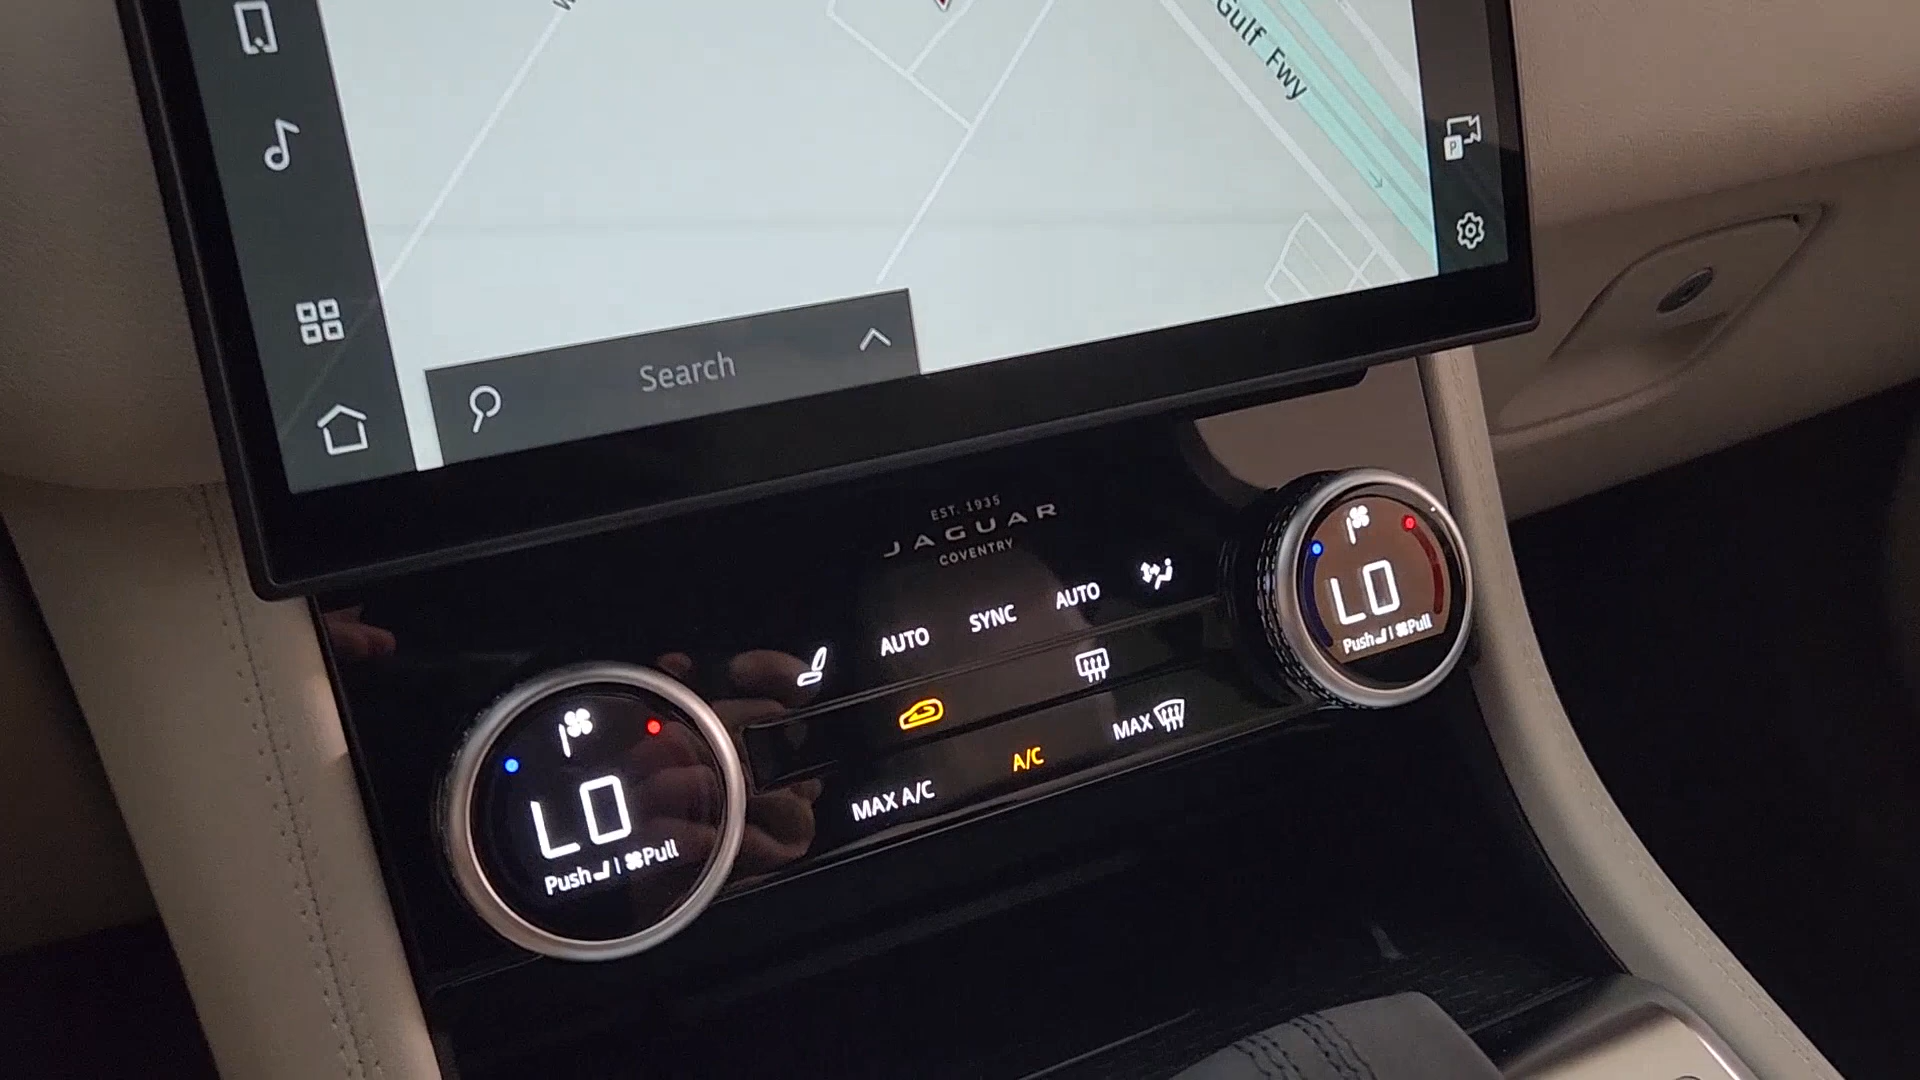 Gulf Fwy
P
Search
EST. 1935
JAGUAR
COVENTRY
AUTO SYNC AUTO
LO
Push | Pull
MAX
A/C
MAX A/C
LO
Push | Pull